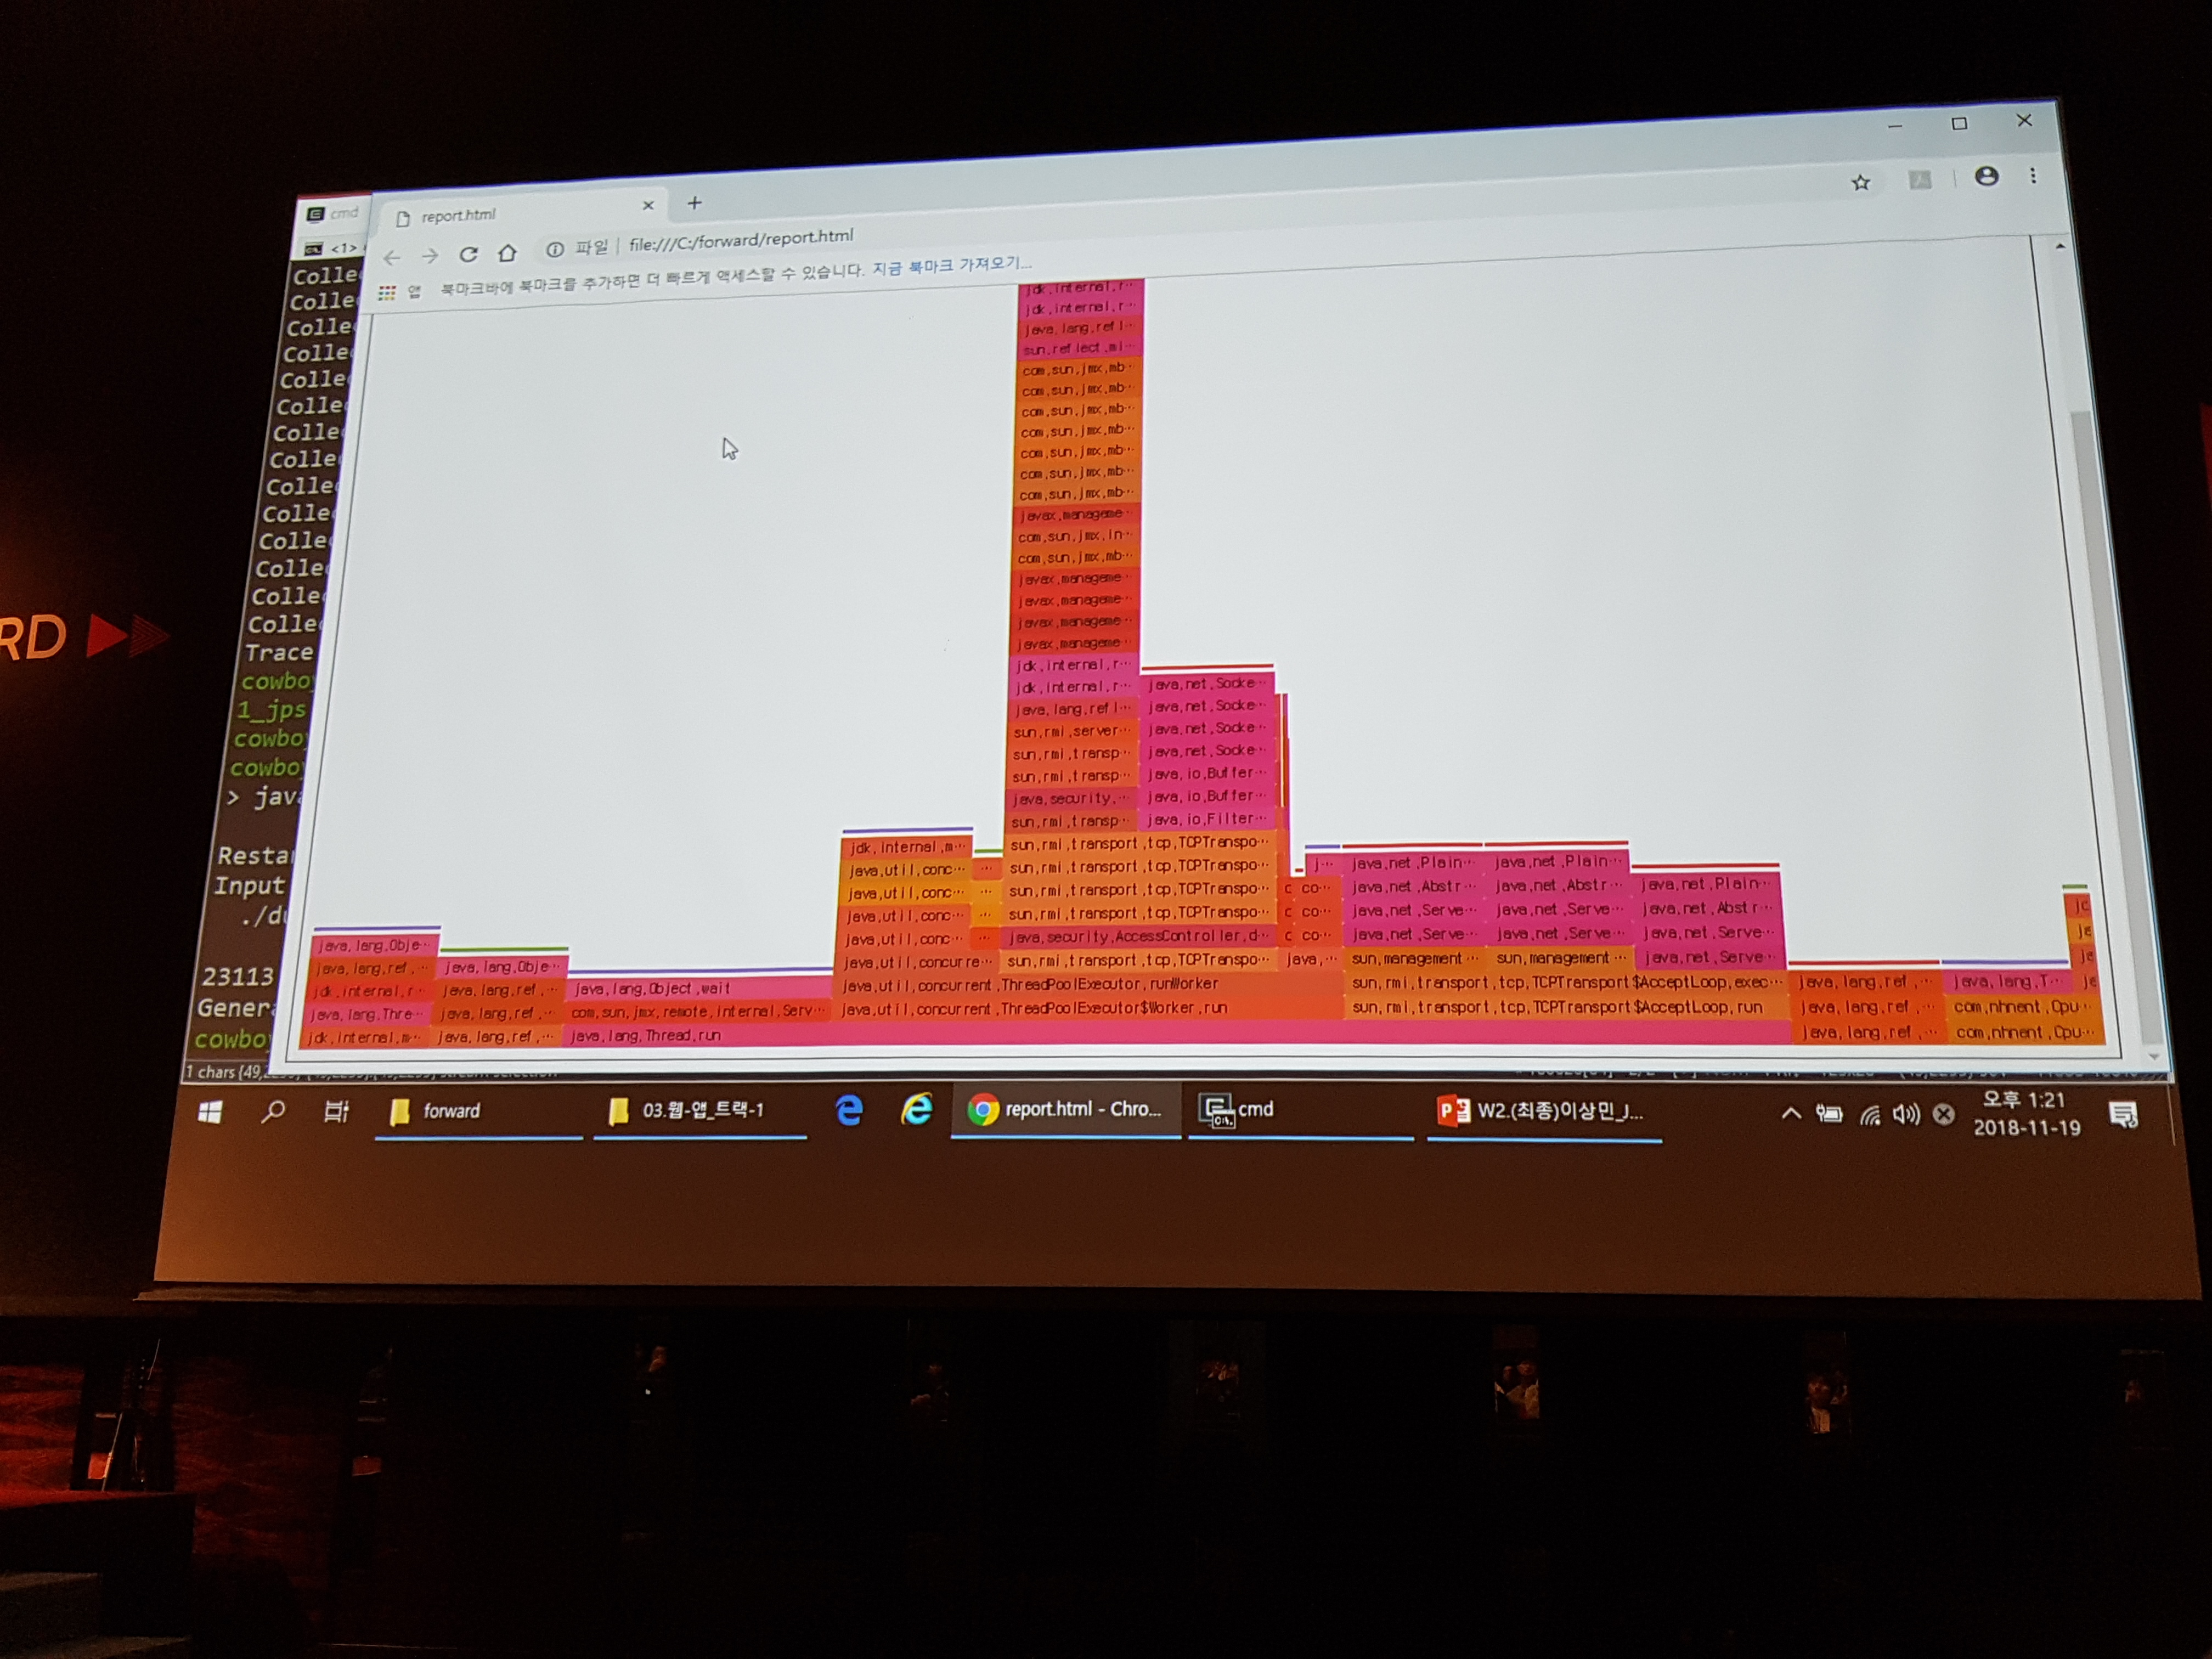 RD
cmd
report.html
<1>
파일 | file:///C:/forward/report.html
앱 북마크바에 북마크를 추가하면 더 빠르게 액세스할 수 있습니다. 지금 북마크 가져오기...
Colle
Colle
Colle
Colle
Colle
Colle
Colle
Colle
Colle
Colle
Colle
Colle
Colle
Colle
Trace
cowboy
1_jps
cowboy
cowboy
> java
Restar
Input
./du
23113
Genera
cowboy
jdk,internal,r···
jdk,internal,r···
java,lang,refl···
sun,reflect,mi···
com,sun,jmx,mb···
com,sun,jmx,mb···
com,sun,jmx,mb···
com,sun,jmx,mb···
com,sun,jmx,mb···
com,sun,jmx,mb···
com,sun,jmx,mb···
javax,manageme···
com,sun,jmx,in···
com,sun,jmx,mb···
javax,manageme···
javax,manageme···
javax,manageme···
javax,manageme···
jdk,internal,r···
jdk,internal,r··· java,net,Socke···
java,lang,refl··· java,net,Socke···
sun,rmi,server··· java,net,Socke···
sun,rmi,transp··· java,net,Socke···
sun,rmi,transp··· java,io,Buffer···
java,security,··· java,io,Buffer···
sun,rmi,transp··· java,io,Filter···
jdk,internal,m··· sun,rmi,transport,tcp,TCPTranspo··· j··· java,net,Plain··· java,net,Plain···
java,util,conc··· ··· sun,rmi,transport,tcp,TCPTranspo··· c co··· java,net,Abstr··· java,net,Abstr··· java,net,Plain···
java,util,conc··· ··· sun,rmi,transport,tcp,TCPTranspo··· c co··· java,net,Serve··· java,net,Serve··· java,net,Abstr··· jc
java,util,conc··· ··· sun,rmi,transport,tcp,TCPTranspo··· c co··· java,net,Serve··· java,net,Serve··· java,net,Serve··· je
java,lang,Obje··· java,util,conc··· ··· java,security,AccessController,d··· sun,management··· sun,management··· java,net,Serve··· je
java,lang,ref,··· java,lang,Obje··· java,util,concurre··· sun,rmi,transport,tcp,TCPTranspo··· java,···
jdk,internal,r··· java,lang,ref,··· java,lang,Object,wait java,util,concurrent,ThreadPoolExecutor,runWorker sun,rmi,transport,tcp,TCPTransport$AcceptLoop,exec··· java,lang,ref,··· java,lang,T··· je
java,lang,Thre··· java,lang,ref,··· com,sun,jmx,remote,internal,Serv··· java,util,concurrent,ThreadPoolExecutor$Worker,run sun,rmi,transport,tcp,TCPTransport$AcceptLoop,run java,lang,ref,··· com,nhnent,Cpu···
jdk,internal,m··· java,lang,ref,··· java,lang,Thread,run java,lang,ref,··· com,nhnent,Cpu···
1 chars
forward
03.웹-앱_트랙-1
report.html - Chro...
cmd
W2.(최종)이상민_J...
오후 1:21
2018-11-19